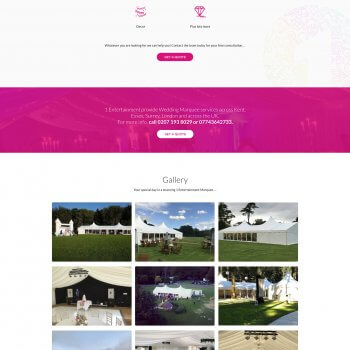 Decor
Plus lots more
Whatever you are looking for we can help you! Contact the team today for your free consultation...
GET A QUOTE
1 Entertainment provide Wedding Marquee services across Kent,
Essex, Surrey, London and across the UK.
For more info, call 0207 193 8029 or 07743642733.
GET A QUOTE
Gallery
Your special day in a stunning 1 Entertainment Marquee...